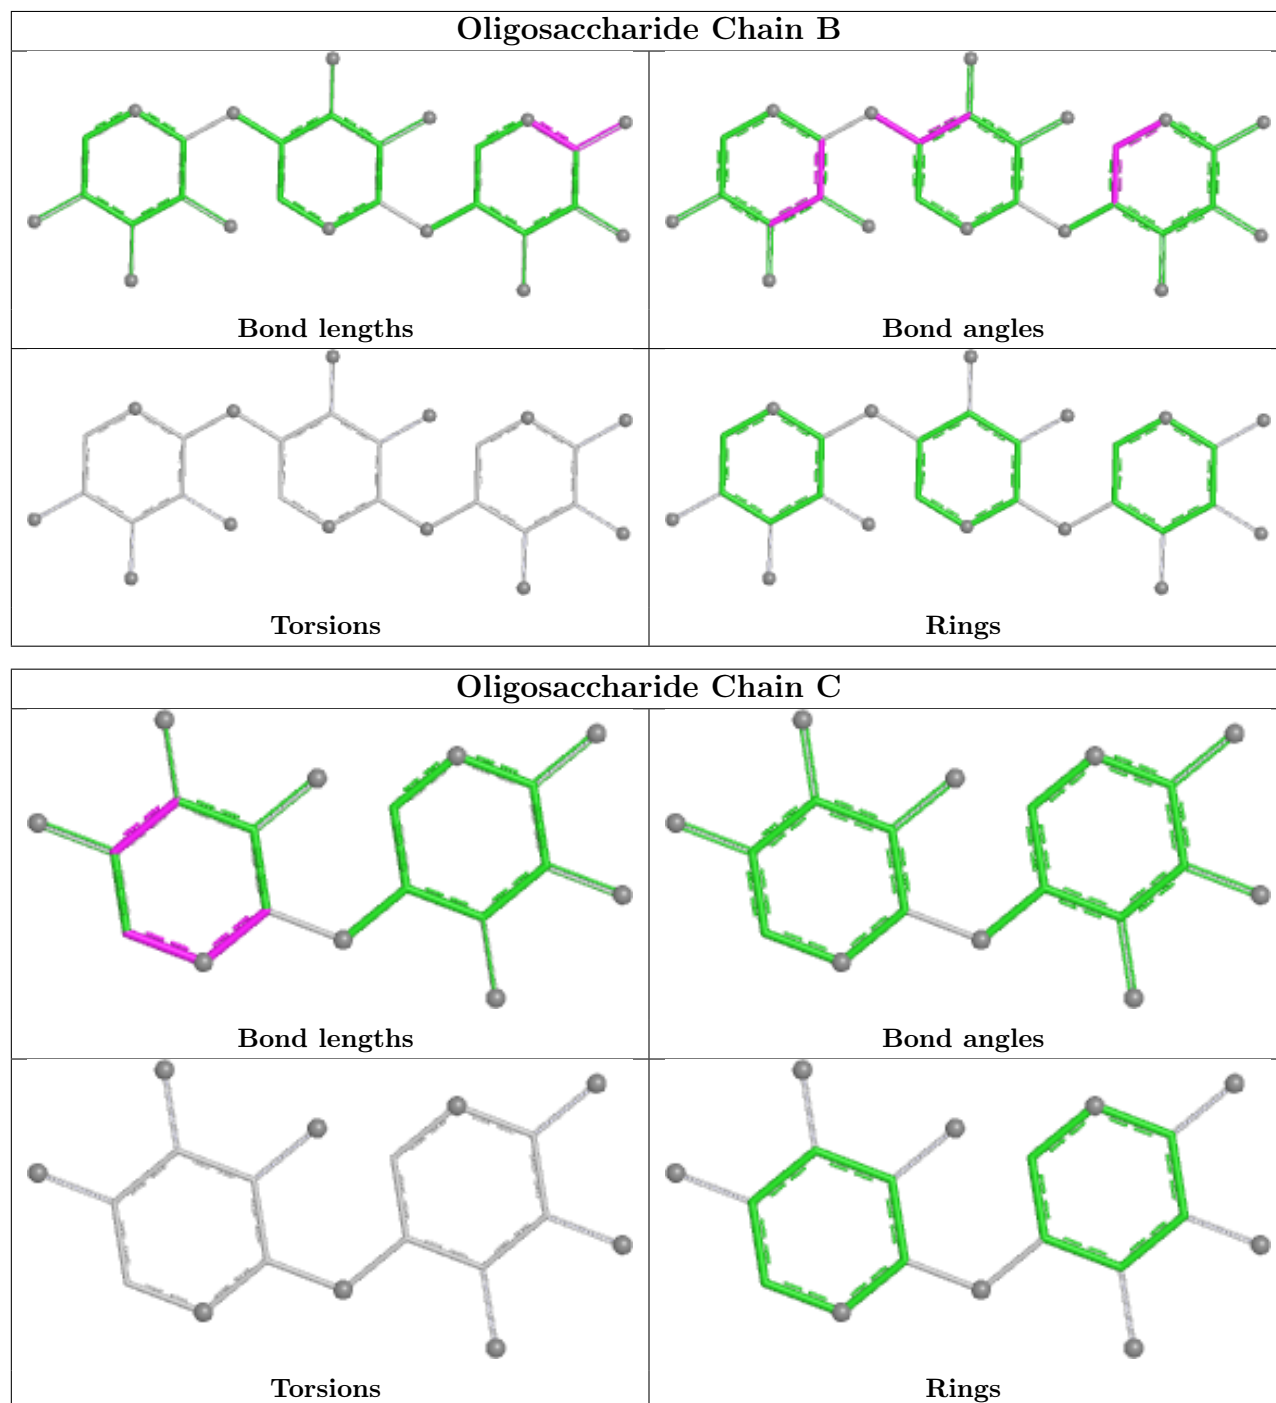 Oligosaccharide Chain B
Bond lengths
Bond angles
Torsions
Rings
Oligosaccharide Chain C
Bond lengths
Bond angles
Torsions
Rings